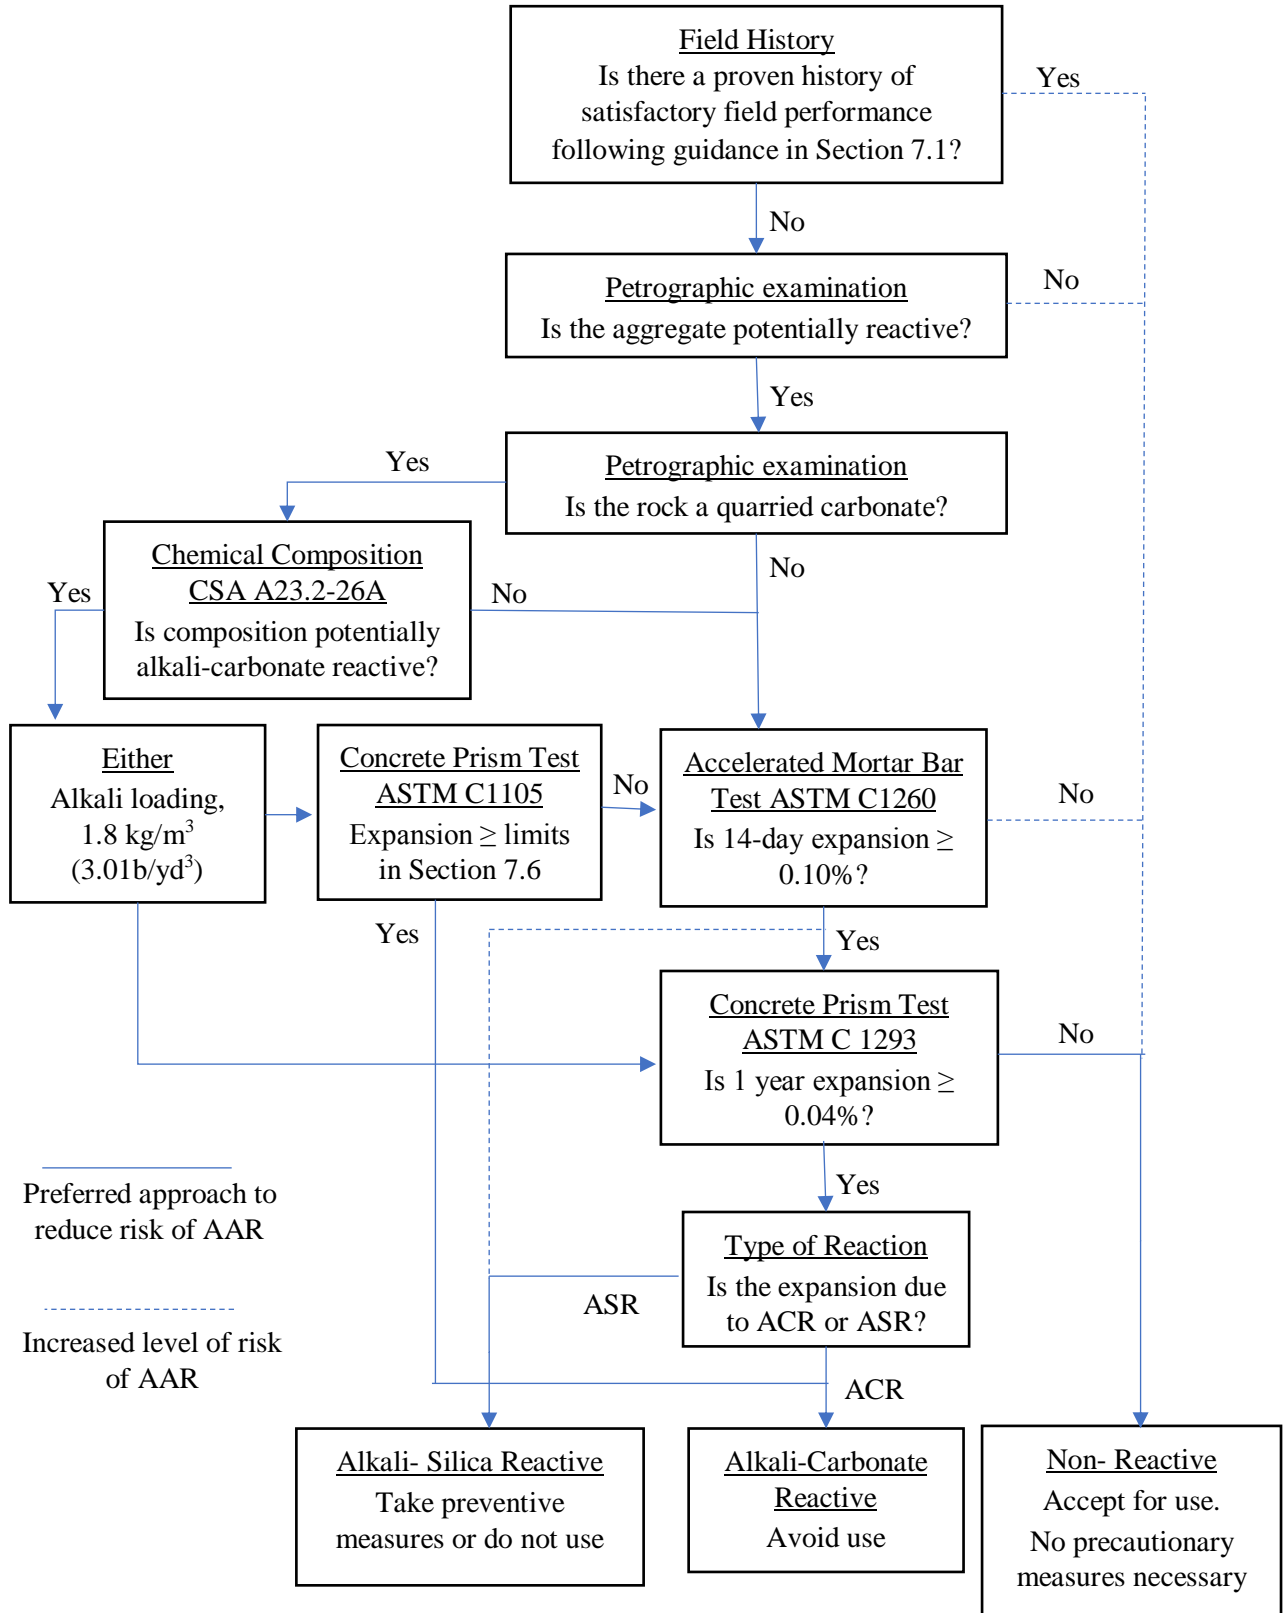 Field History
Is there a proven history of
satisfactory field performance
following guidance in Section 7.1?
Yes
No
Petrographic examination
Is the aggregate potentially reactive?
No
Yes
Petrographic examination
Is the rock a quarried carbonate?
Yes
No
Chemical Composition
CSA A23.2-26A
Is composition potentially
alkali-carbonate reactive?
Yes
No
Either
Alkali loading,
1.8 kg/m³
(3.01b/yd³)
Concrete Prism Test
ASTM C1105
Expansion ≥ limits
in Section 7.6
No
Yes
Accelerated Mortar Bar
Test ASTM C1260
Is 14-day expansion ≥
0.10%?
No
Yes
Concrete Prism Test
ASTM C 1293
Is 1 year expansion ≥
0.04%?
No
Yes
Preferred approach to
reduce risk of AAR
Increased level of risk
of AAR
Type of Reaction
Is the expansion due
to ACR or ASR?
ASR
ACR
Alkali- Silica Reactive
Take preventive
measures or do not use
Alkali-Carbonate
Reactive
Avoid use
Non- Reactive
Accept for use.
No precautionary
measures necessary